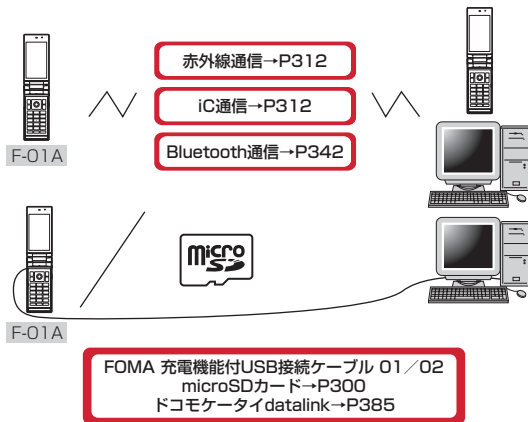 赤外線通信→P312
iC通信→P312
Bluetooth通信→P342
F-01A
micro
SD
F-01A
FOMA 充電機能付USB接続ケーブル 01／02
microSDカード→P300
ドコモケータイdatalink→P385